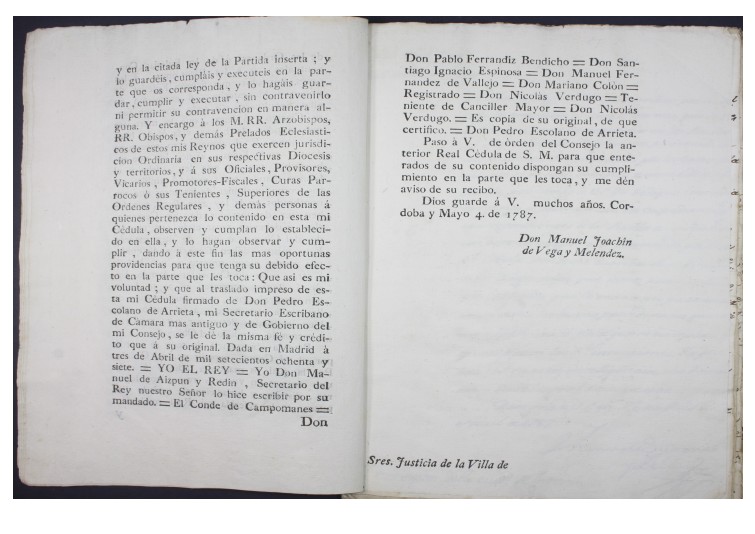 y en la citada ley de la Partida inserta ; y
lo guardéis, cumpláis y executeis en la par-
te que os corresponda , y lo hagáis guar-
dar, cumplir y executar , sin contravenirlo
ni permitir su contravencion en manera al-
guna. Y encargo á los M. RR. Arzobispos,
RR. Obispos, y demás Prelados Eclesiasti-
cos de estos mis Reynos que exercen jurisdi-
cion Ordinaria en sus respectivas Diocesis
y territorios, y á sus Oficiales, Provisores,
Vicarios , Promotores-Fiscales, Curas Pár-
rocos ó sus Tenientes , Superiores de las
Ordenes Regulares , y demás personas á
quienes pertenezca lo contenido en esta mi
Cédula , observen y cumplan lo estableci-
do en ella , y lo hagan observar y cum-
plir , dando á este fin las mas oportunas
providencias para que tenga su debido efec-
to en la parte que les toca : Que asi es mi
voluntad ; y que al traslado impreso de es-
ta mi Cédula firmado de Don Pedro Es-
colano de Arrieta , mi Secretario Escribano
de Cámara mas antiguo y de Gobierno del
mi Consejo, se le dé la misma fé y crédi-
to que á su original. Dada en Madrid á
tres de Abril de mil setecientos ochenta y
siete. = YO EL REY = Yo Don Ma-
nuel de Aizpun y Redin , Secretario del
Rey nuestro Señor lo hice escribir por su
mandado. = El Conde de Campomanes =
Don
Don Pablo Ferrandiz Bendicho = Don San-
tiago Ignacio Espinosa = Don Manuel Fer-
nandez de Vallejo = Don Mariano Colón =
Registrado = Don Nicolás Verdugo = Te-
niente de Canciller Mayor = Don Nicolás
Verdugo. = Es copia de su original, de que
certifico. = Don Pedro Escolano de Arrieta.
Paso á V. de órden del Consejo la an-
terior Real Cédula de S. M. para que ente-
rados de su contenido dispongan su cumpli-
miento en la parte que les toca, y me dén
aviso de su recibo.
Dios guarde á V. muchos años. Cor-
doba y Mayo 4. de 1787.
Don Manuel Joachin
de Vega y Melendez.
Sres. Justicia de la Villa de